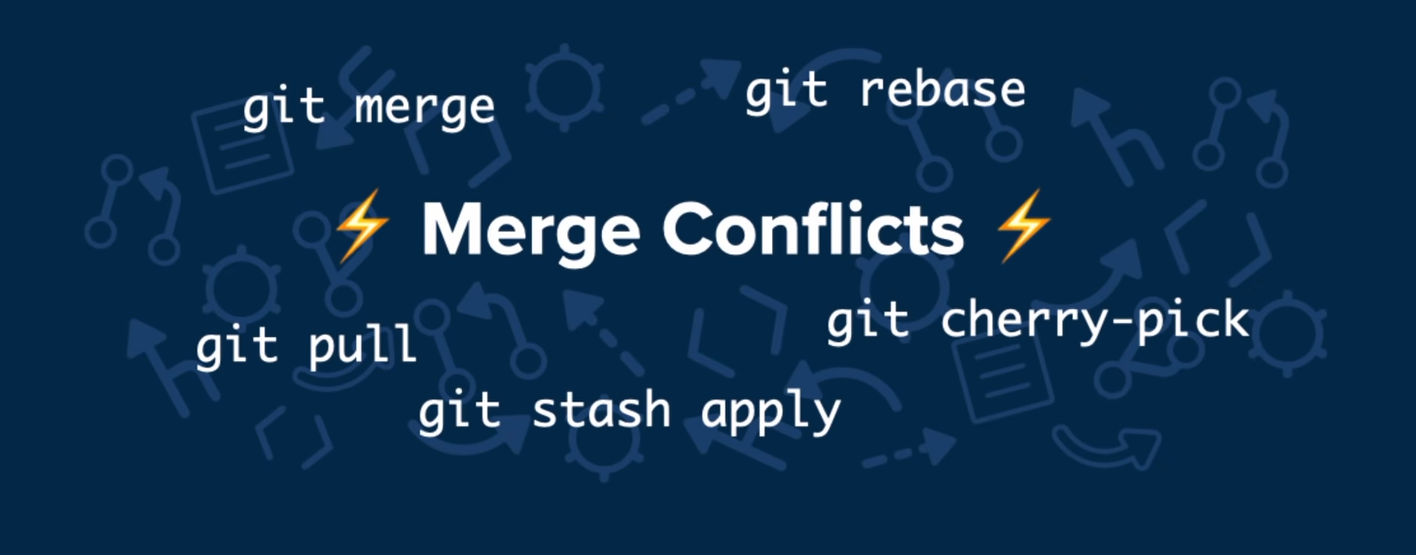 git merge
git rebase
⚡ Merge Conflicts ⚡
git cherry-pick
git pull
git stash apply